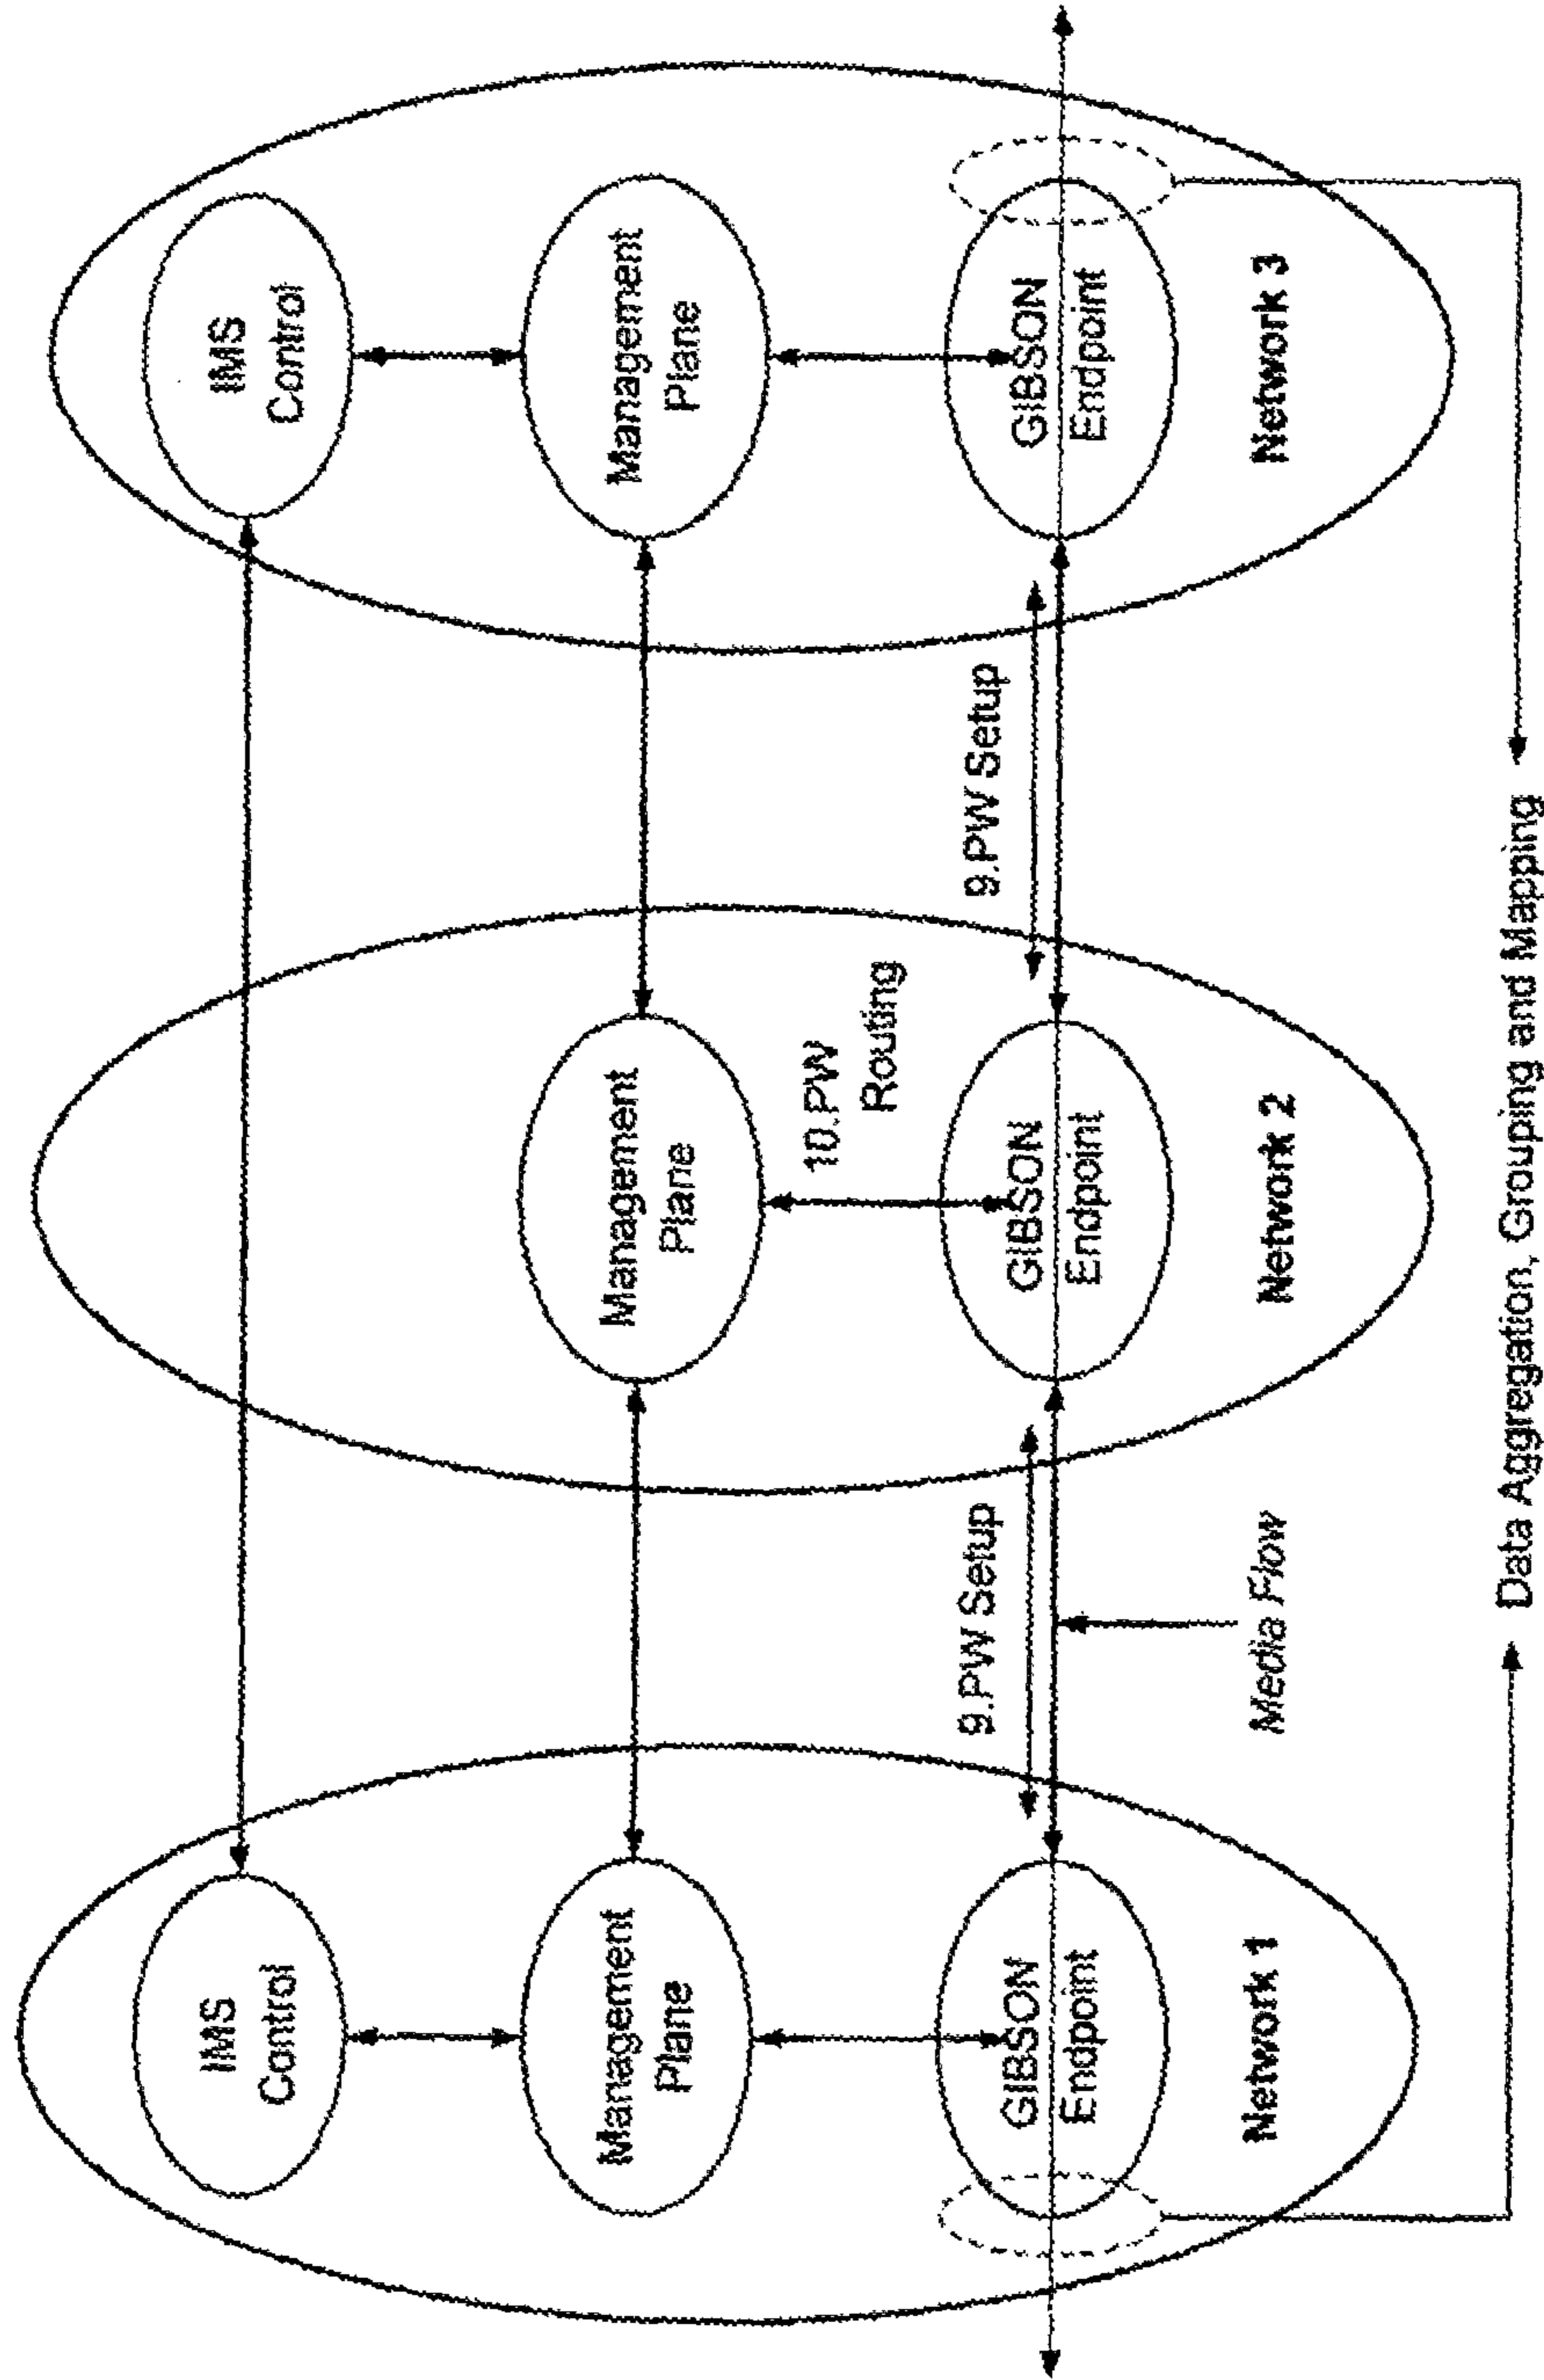 IMS
Control
IMS
Control
Management
Plane
Management
Plane
Management
Plane
10.PW
Routing
9.PW Setup
9.PW Setup
GIBSON
Endpoint
GIBSON
Endpoint
GIBSON
Endpoint
Media Flow
Network 1
Network 2
Network 3
Data Aggregation, Grouping and Mapping